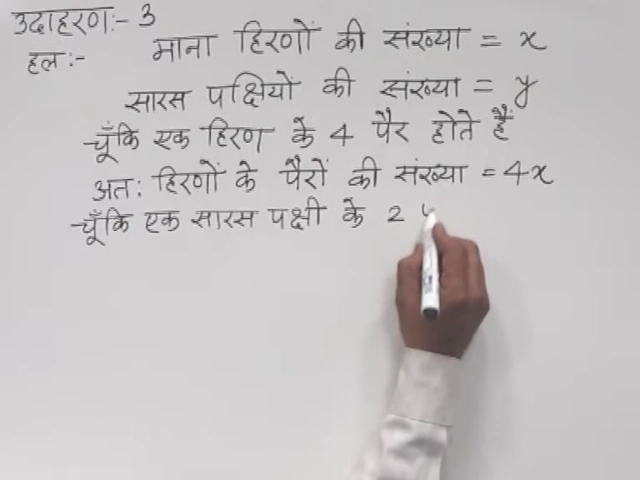 उदाहरण:- 3
हल:- माना हिरणों की संख्या = x
सारस पक्षियों की संख्या = y
चूँकि एक हिरण के 4 पैर होते हैं
अत: हिरणों के पैरों की संख्या = 4x
चूँकि एक सारस पक्षी के 2